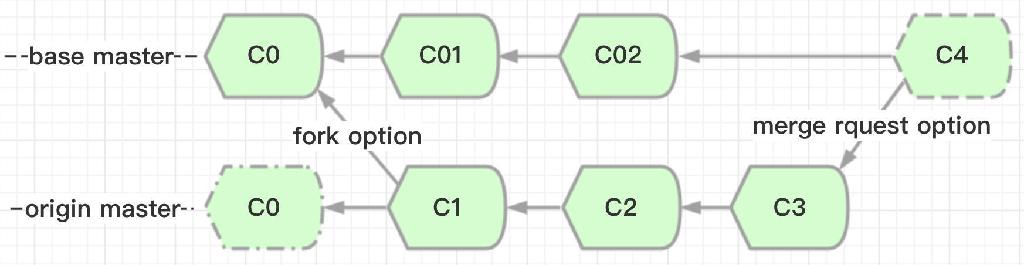 --base master--
C0
C01
C02
C4
fork option
merge rquest option
-origin master-·
C0
C1
C2
C3